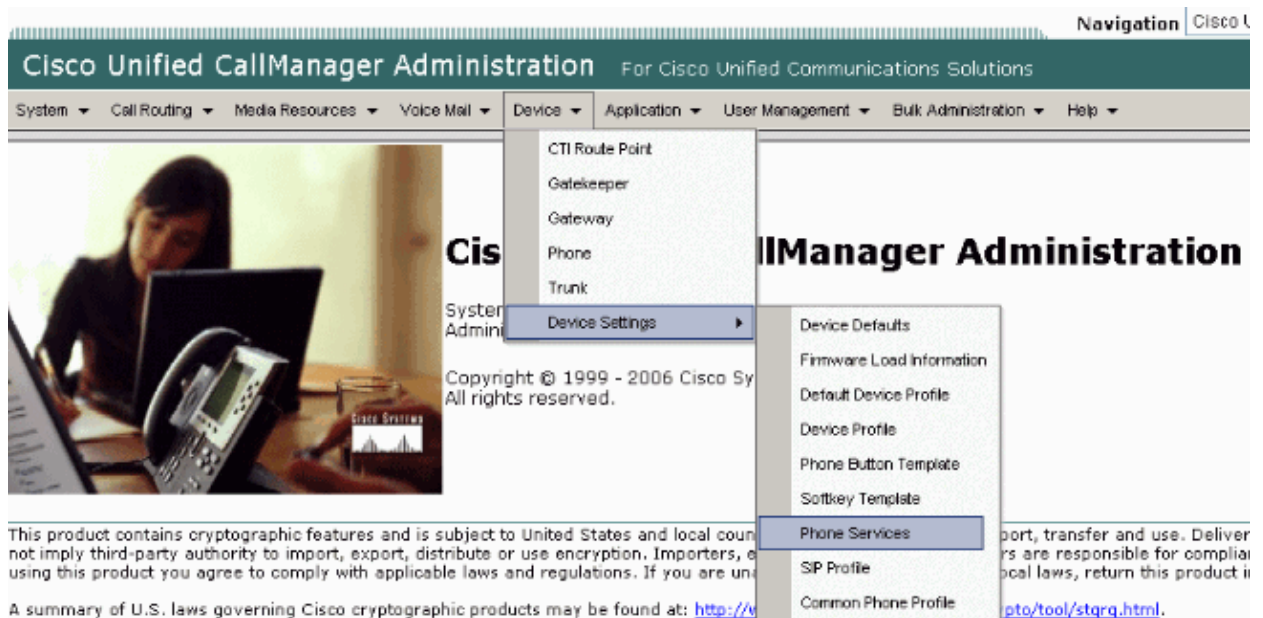 Navigation Cisco U
Cisco Unified CallManager Administration For Cisco Unified Communications Solutions
System Call Routing Media Resources Voice Mail Device Application User Management Bulk Administration Help
CTI Route Point
Gatekeeper
Gateway
Phone
Trunk
Device Settings
Cis lManager Administration
System
Admini
Copyright © 1999 - 2006 Cisco Sy
All rights reserved.
CISCO SYSTEMS
Device Defaults
Firmware Load Information
Default Device Profile
Device Profile
Phone Button Template
Softkey Template
Phone Services
SIP Profile
Common Phone Profile
This product contains cryptographic features and is subject to United States and local coun port, transfer and use. Deliver
not imply third-party authority to import, export, distribute or use encryption. Importers, e rs are responsible for complia
using this product you agree to comply with applicable laws and regulations. If you are una ocal laws, return this product i
A summary of U.S. laws governing Cisco cryptographic products may be found at: http://w pto/tool/stqrg.html.